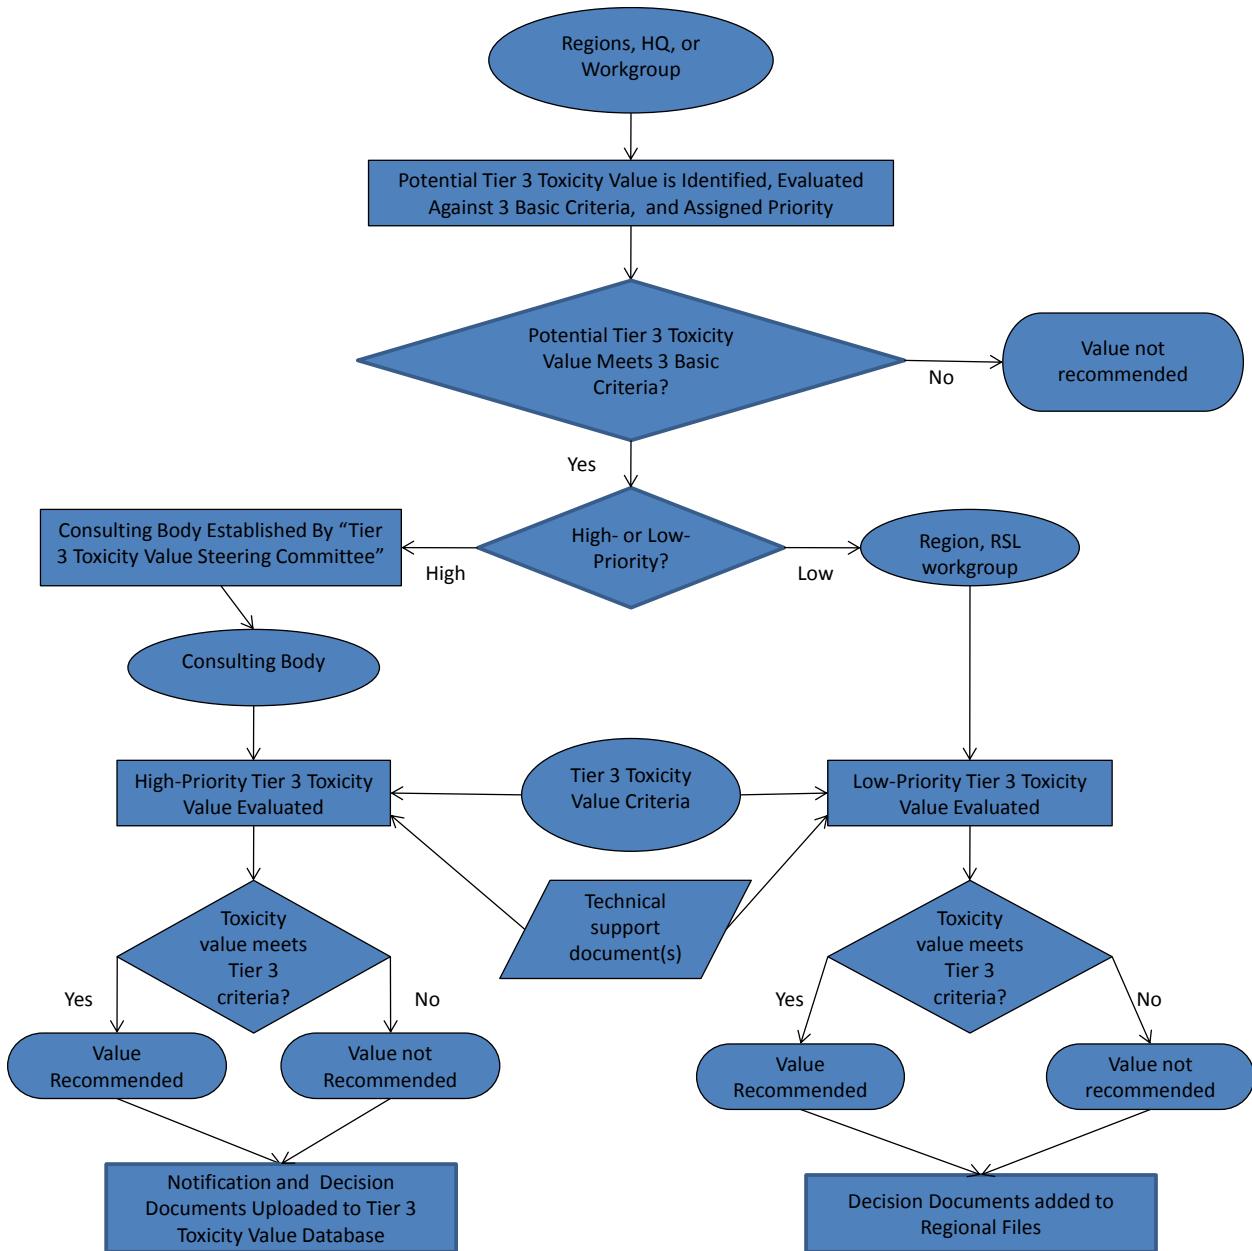 Regions, HQ, or
Workgroup
Potential Tier 3 Toxicity Value is Identified, Evaluated
Against 3 Basic Criteria,  and Assigned Priority
Potential Tier 3 Toxicity
Value Meets 3 Basic
Criteria?
No
Value not
recommended
Yes
High- or Low-
Priority?
High
Low
Consulting Body Established By “Tier
3 Toxicity Value Steering Committee”
Region, RSL
workgroup
Consulting Body
High-Priority Tier 3 Toxicity
Value Evaluated
Tier 3 Toxicity
Value Criteria
Low-Priority Tier 3 Toxicity
Value Evaluated
Technical
support
document(s)
Toxicity
value meets
Tier 3
criteria?
Yes
No
Value
Recommended
Value not
Recommended
Notification and  Decision
Documents Uploaded to Tier 3
Toxicity Value Database
Toxicity
value meets
Tier 3
criteria?
Yes
No
Value
Recommended
Value not
recommended
Decision Documents added to
Regional Files